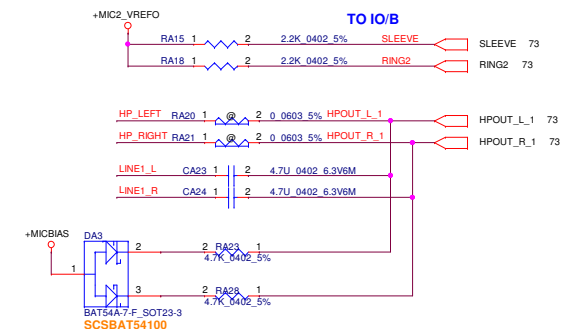 +MIC2_VREFO
TO IO/B
RA15 1 2 2.2K_0402_5% SLEEVE SLEEVE 73
RA18 1 2 2.2K_0402_5% RING2 RING2 73
HP_LEFT RA20 1 @ 2 0_0603_5% HPOUT_L_1 HPOUT_L_1 73
HP_RIGHT RA21 1 @ 2 0_0603_5% HPOUT_R_1 HPOUT_R_1 73
LINE1_L CA23 1 2 4.7U_0402_6.3V6M
LINE1_R CA24 1 2 4.7U_0402_6.3V6M
+MICBIAS
DA3
1 2 2 RA23 1
4.7K_0402_5%
3 2 RA28 1
4.7K_0402_5%
BAT54A-7-F_SOT23-3
SCSBAT54100